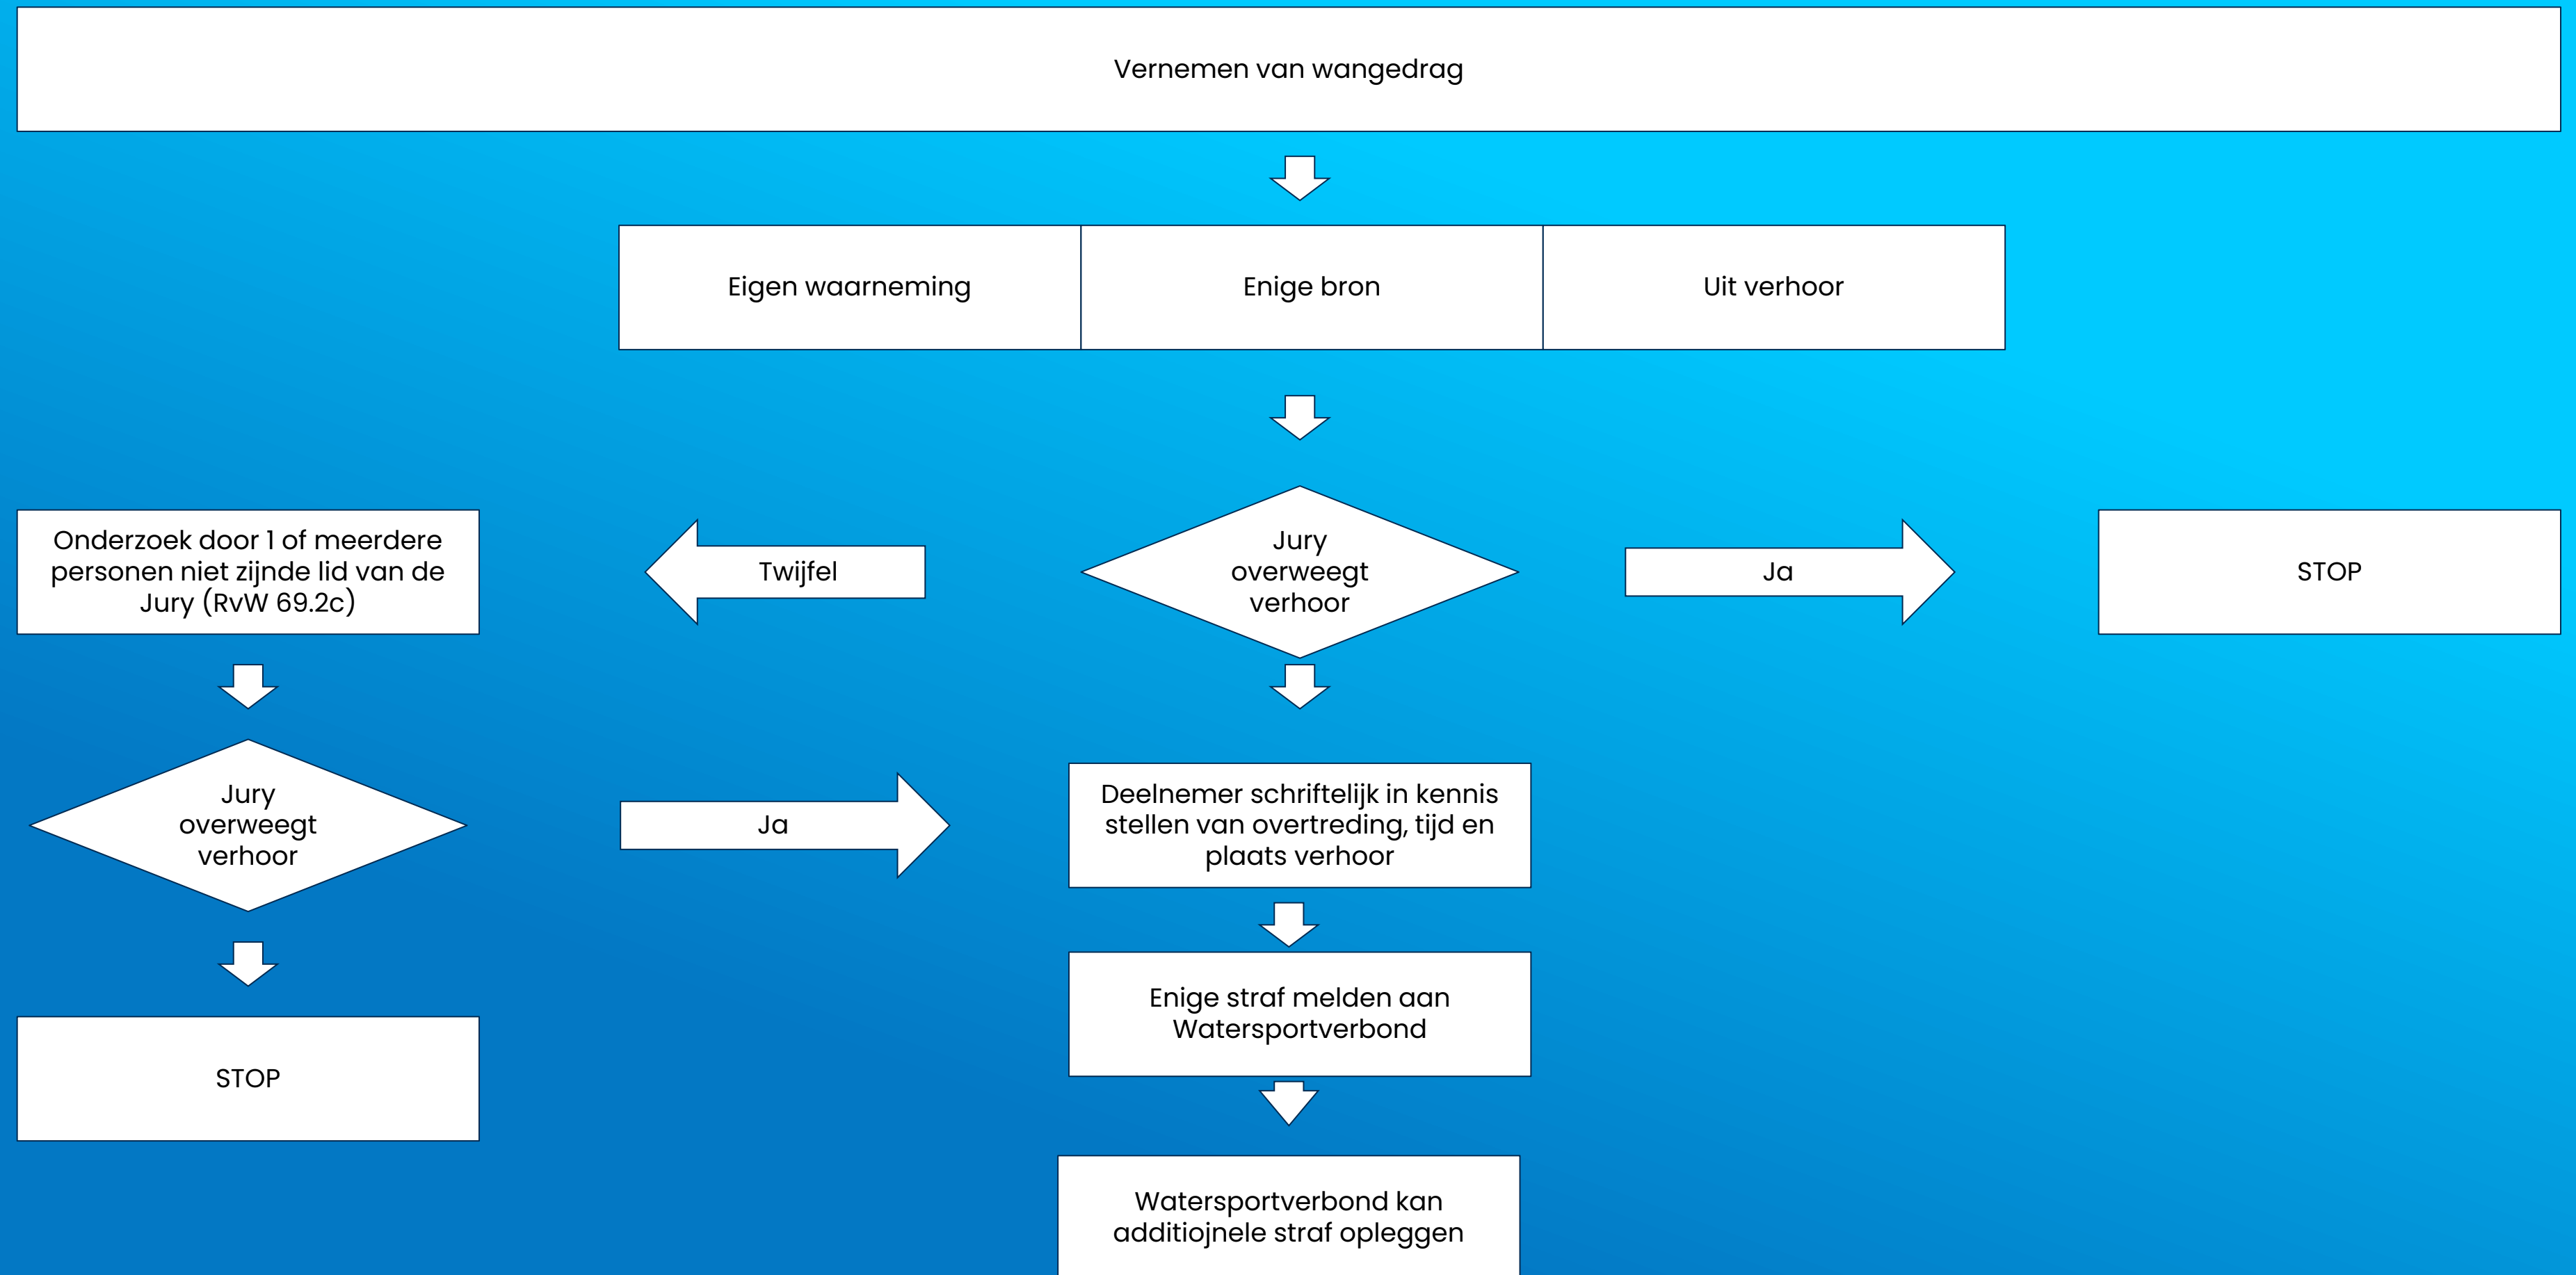 Vernemen van wangedrag
Eigen waarneming
Enige bron
Uit verhoor
Onderzoek door 1 of meerdere
personen niet zijnde lid van de
Jury (RvW 69.2c)
Twijfel
Jury
overweegt
verhoor
Ja
STOP
Jury
overweegt
verhoor
Ja
Deelnemer schriftelijk in kennis
stellen van overtreding, tijd en
plaats verhoor
Enige straf melden aan
Watersportverbond
STOP
Watersportverbond kan
additiojnele straf opleggen